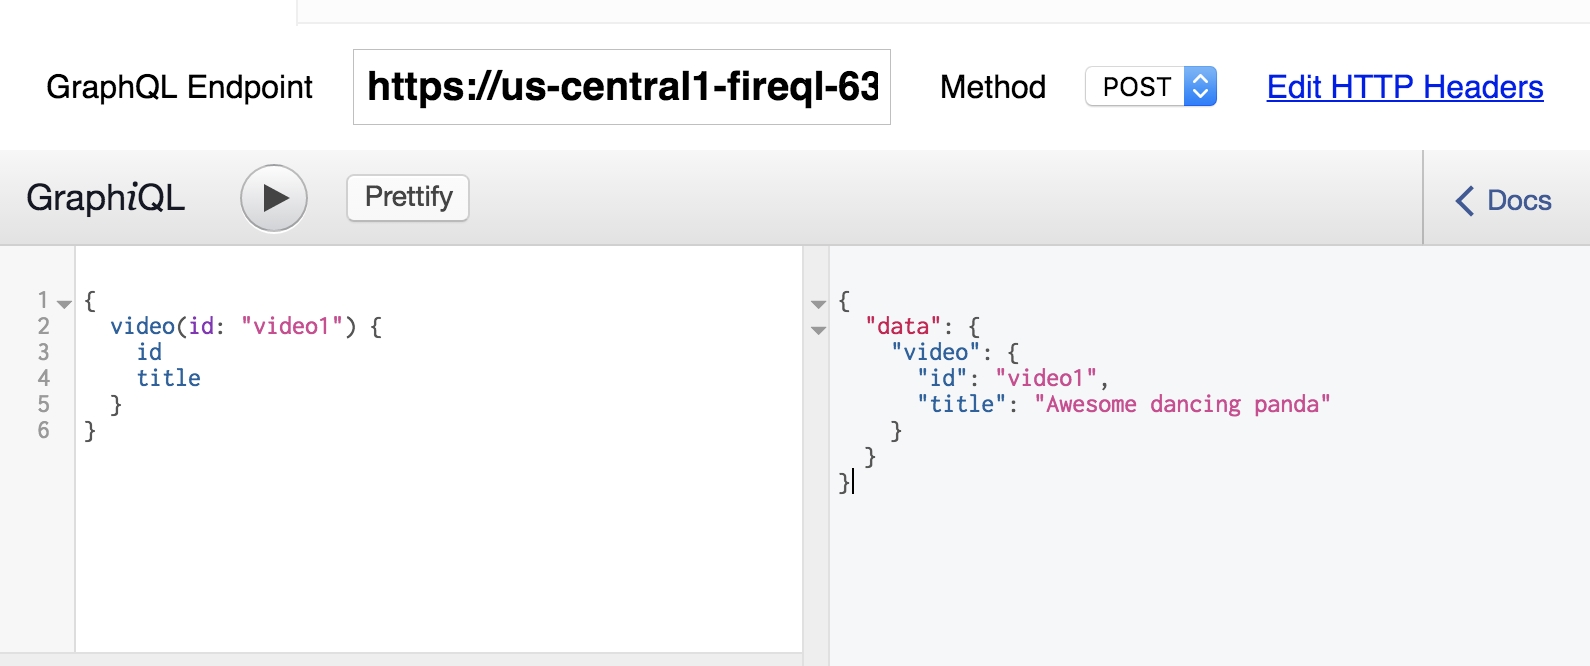 GraphQL Endpoint https://us-central1-fireql-63 Method POST Edit HTTP Headers
GraphiQL Prettify Docs
1 {
2 video(id: "video1") {
3 id
4 title
5 }
6 }
{
"data": {
"video": {
"id": "video1",
"title": "Awesome dancing panda"
}
}
}